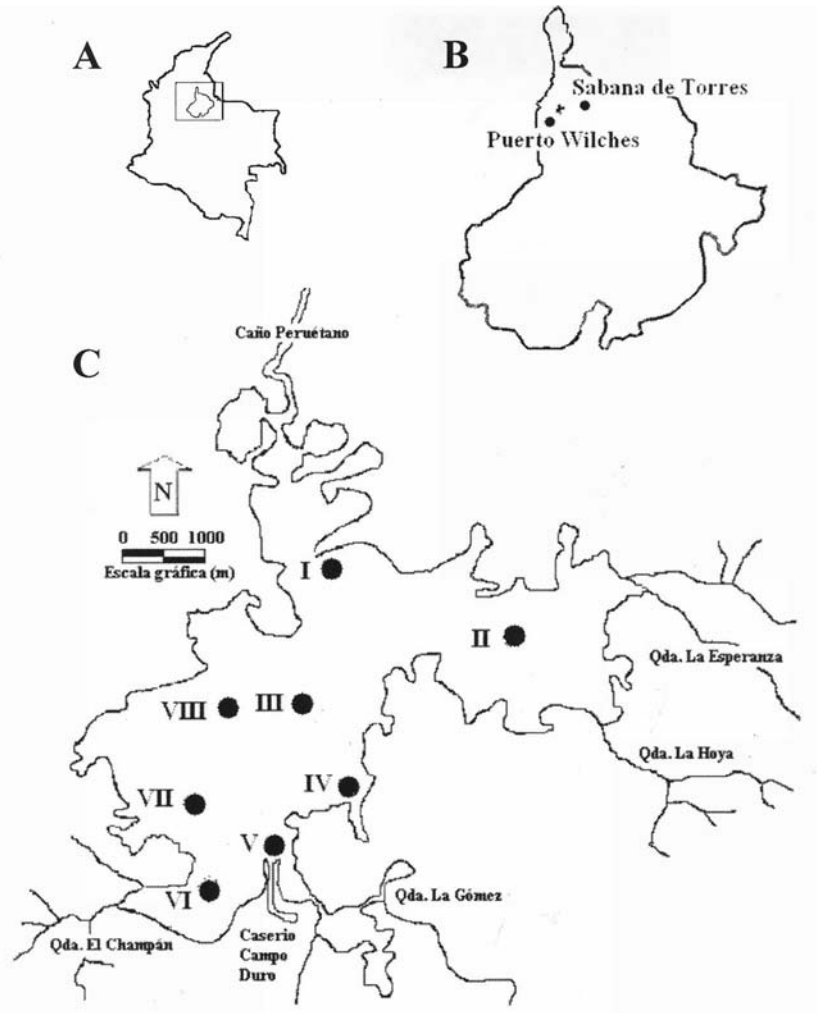 A
B
Sabana de Torres
Puerto Wilches
C
Caño Peruétano
N
0 500 1000
Escala gráfica (m)
I
II
Qda. La Esperanza
VIII
III
Qda. La Hoya
IV
VII
V
VI
Qda. La Gómez
Qda. El Champán
Caserio
Campo
Duro